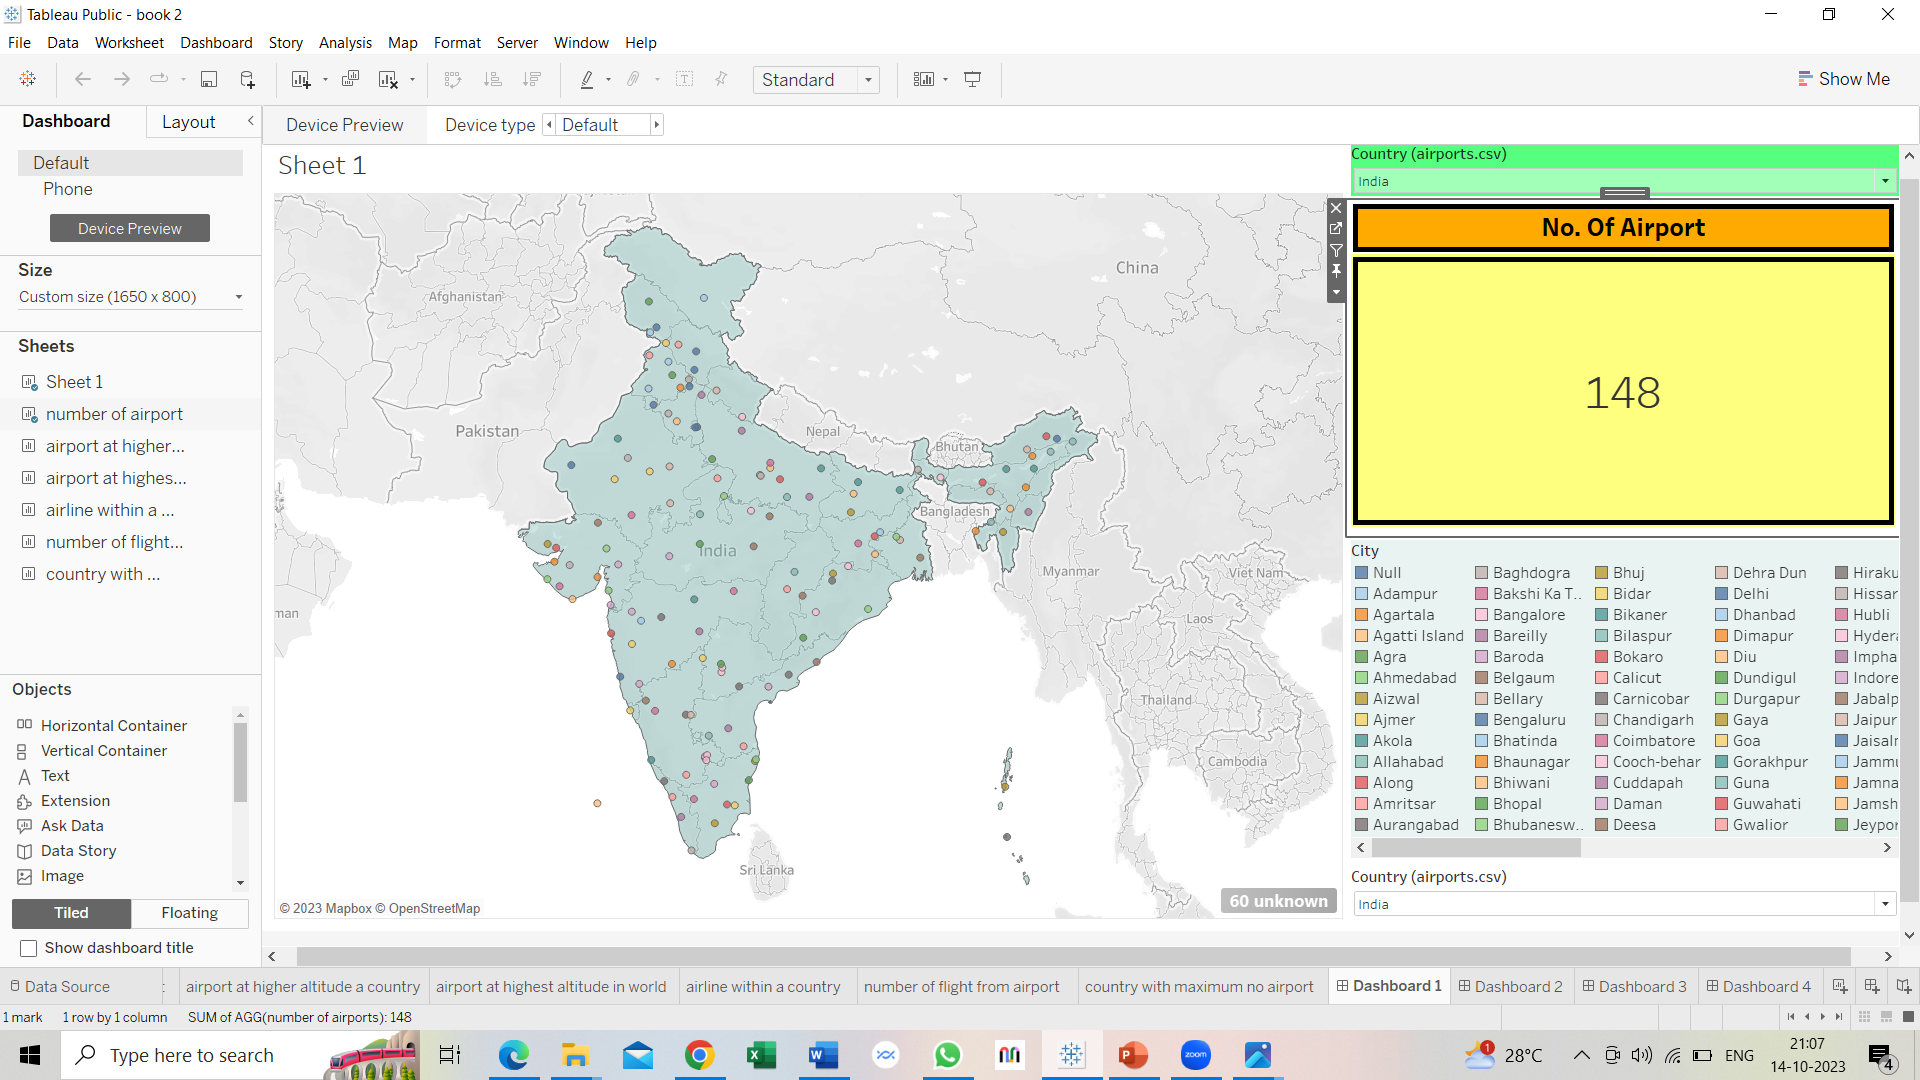 Tableau Public - book 2
File Data Worksheet Dashboard Story Analysis Map Format Server Window Help
Standard
Show Me
Dashboard Layout
Device Preview Device type Default
Default
Phone
Device Preview
Size
Custom size (1650 x 800)
Sheets
Sheet 1
number of airport
airport at higher...
airport at highes...
airline within a ...
number of flight...
country with ...
Objects
Horizontal Container
Vertical Container
Text
Extension
Ask Data
Data Story
Image
Tiled Floating
Show dashboard title
Sheet 1
China
Afghanistan
Pakistan
Nepal
Bhutan
Bangladesh
India
Myanmar
Viet Nam
Laos
man
Thailand
Cambodia
Sri Lanka
© 2023 Mapbox © OpenStreetMap
60 unknown
Country (airports.csv)
India
No. Of Airport
148
City
Null Baghdogra Bhuj Dehra Dun Hiraku
Adampur Bakshi Ka T.. Bidar Delhi Hissar
Agartala Bangalore Bikaner Dhanbad Hubli
Agatti Island Bareilly Bilaspur Dimapur Hydera
Agra Baroda Bokaro Diu Impha
Ahmedabad Belgaum Calicut Dundigul Indore
Aizwal Bellary Carnicobar Durgapur Jabalp
Ajmer Bengaluru Chandigarh Gaya Jaipur
Akola Bhatinda Coimbatore Goa Jaisalr
Allahabad Bhaunagar Cooch-behar Gorakhpur Jammu
Along Bhiwani Cuddapah Guna Jamna
Amritsar Bhopal Daman Guwahati Jamsh
Aurangabad Bhubanesw.. Deesa Gwalior Jeypor
Country (airports.csv)
India
Data Source airport at higher altitude a country airport at highest altitude in world airline within a country number of flight from airport country with maximum no airport Dashboard 1 Dashboard 2 Dashboard 3 Dashboard 4
1 mark 1 row by 1 column SUM of AGG(number of airports): 148
Type here to search
zoom
1
28°C
ENG
21:07
14-10-2023
4